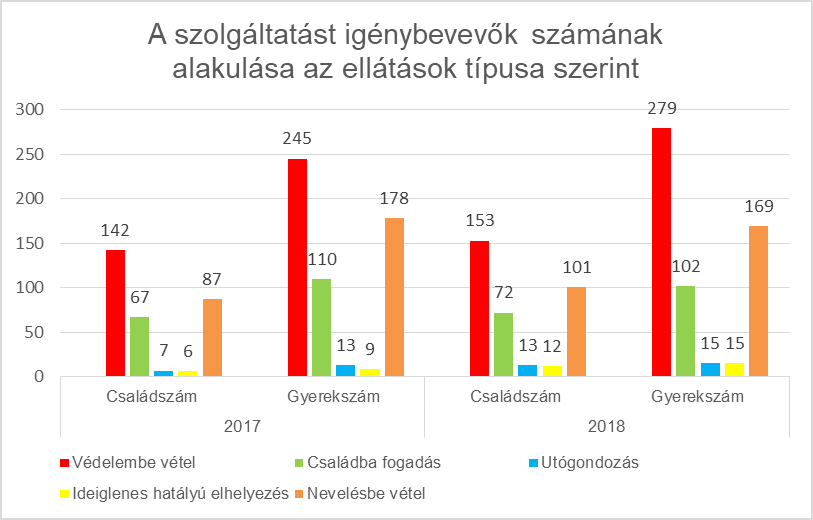 A szolgáltatást igénybevevők számának
alakulása az ellátások típusa szerint
300
250
200
150
100
50
0
142
67
7
6
87
245
110
13
9
178
153
72
13
12
101
279
102
15
15
169
Családszám
Gyerekszám
Családszám
Gyerekszám
2017
2018
Védelembe vétel
Családba fogadás
Utógondozás
Ideiglenes hatályú elhelyezés
Nevelésbe vétel